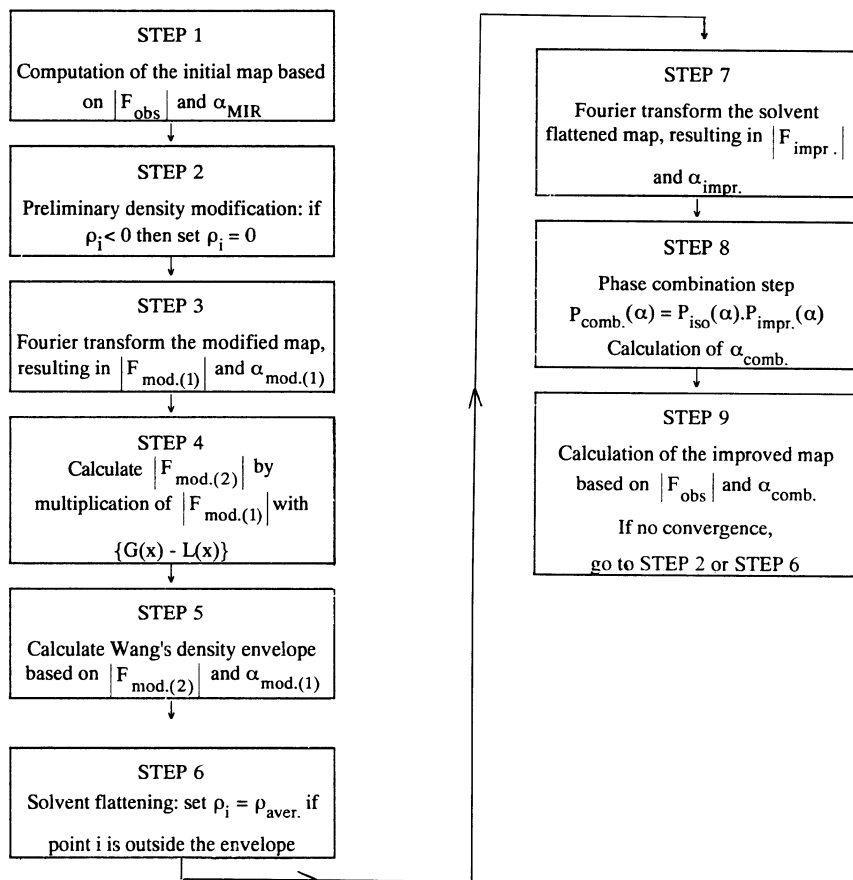 STEP 1
Computation of the initial map based
on |F_obs| and α_MIR
STEP 2
Preliminary density modification: if
ρ_i < 0 then set ρ_i = 0
STEP 3
Fourier transform the modified map,
resulting in |F_mod.(1)| and α_mod.(1)
STEP 4
Calculate |F_mod.(2)| by
multiplication of |F_mod.(1)| with
{G(x) - L(x)}
STEP 5
Calculate Wang's density envelope
based on |F_mod.(2)| and α_mod.(1)
STEP 6
Solvent flattening: set ρ_i = ρ_aver. if
point i is outside the envelope
STEP 7
Fourier transform the solvent
flattened map, resulting in |F_impr.|
and α_impr.
STEP 8
Phase combination step
P_comb.(α) = P_iso(α).P_impr.(α)
Calculation of α_comb.
STEP 9
Calculation of the improved map
based on |F_obs| and α_comb.
If no convergence,
go to STEP 2 or STEP 6